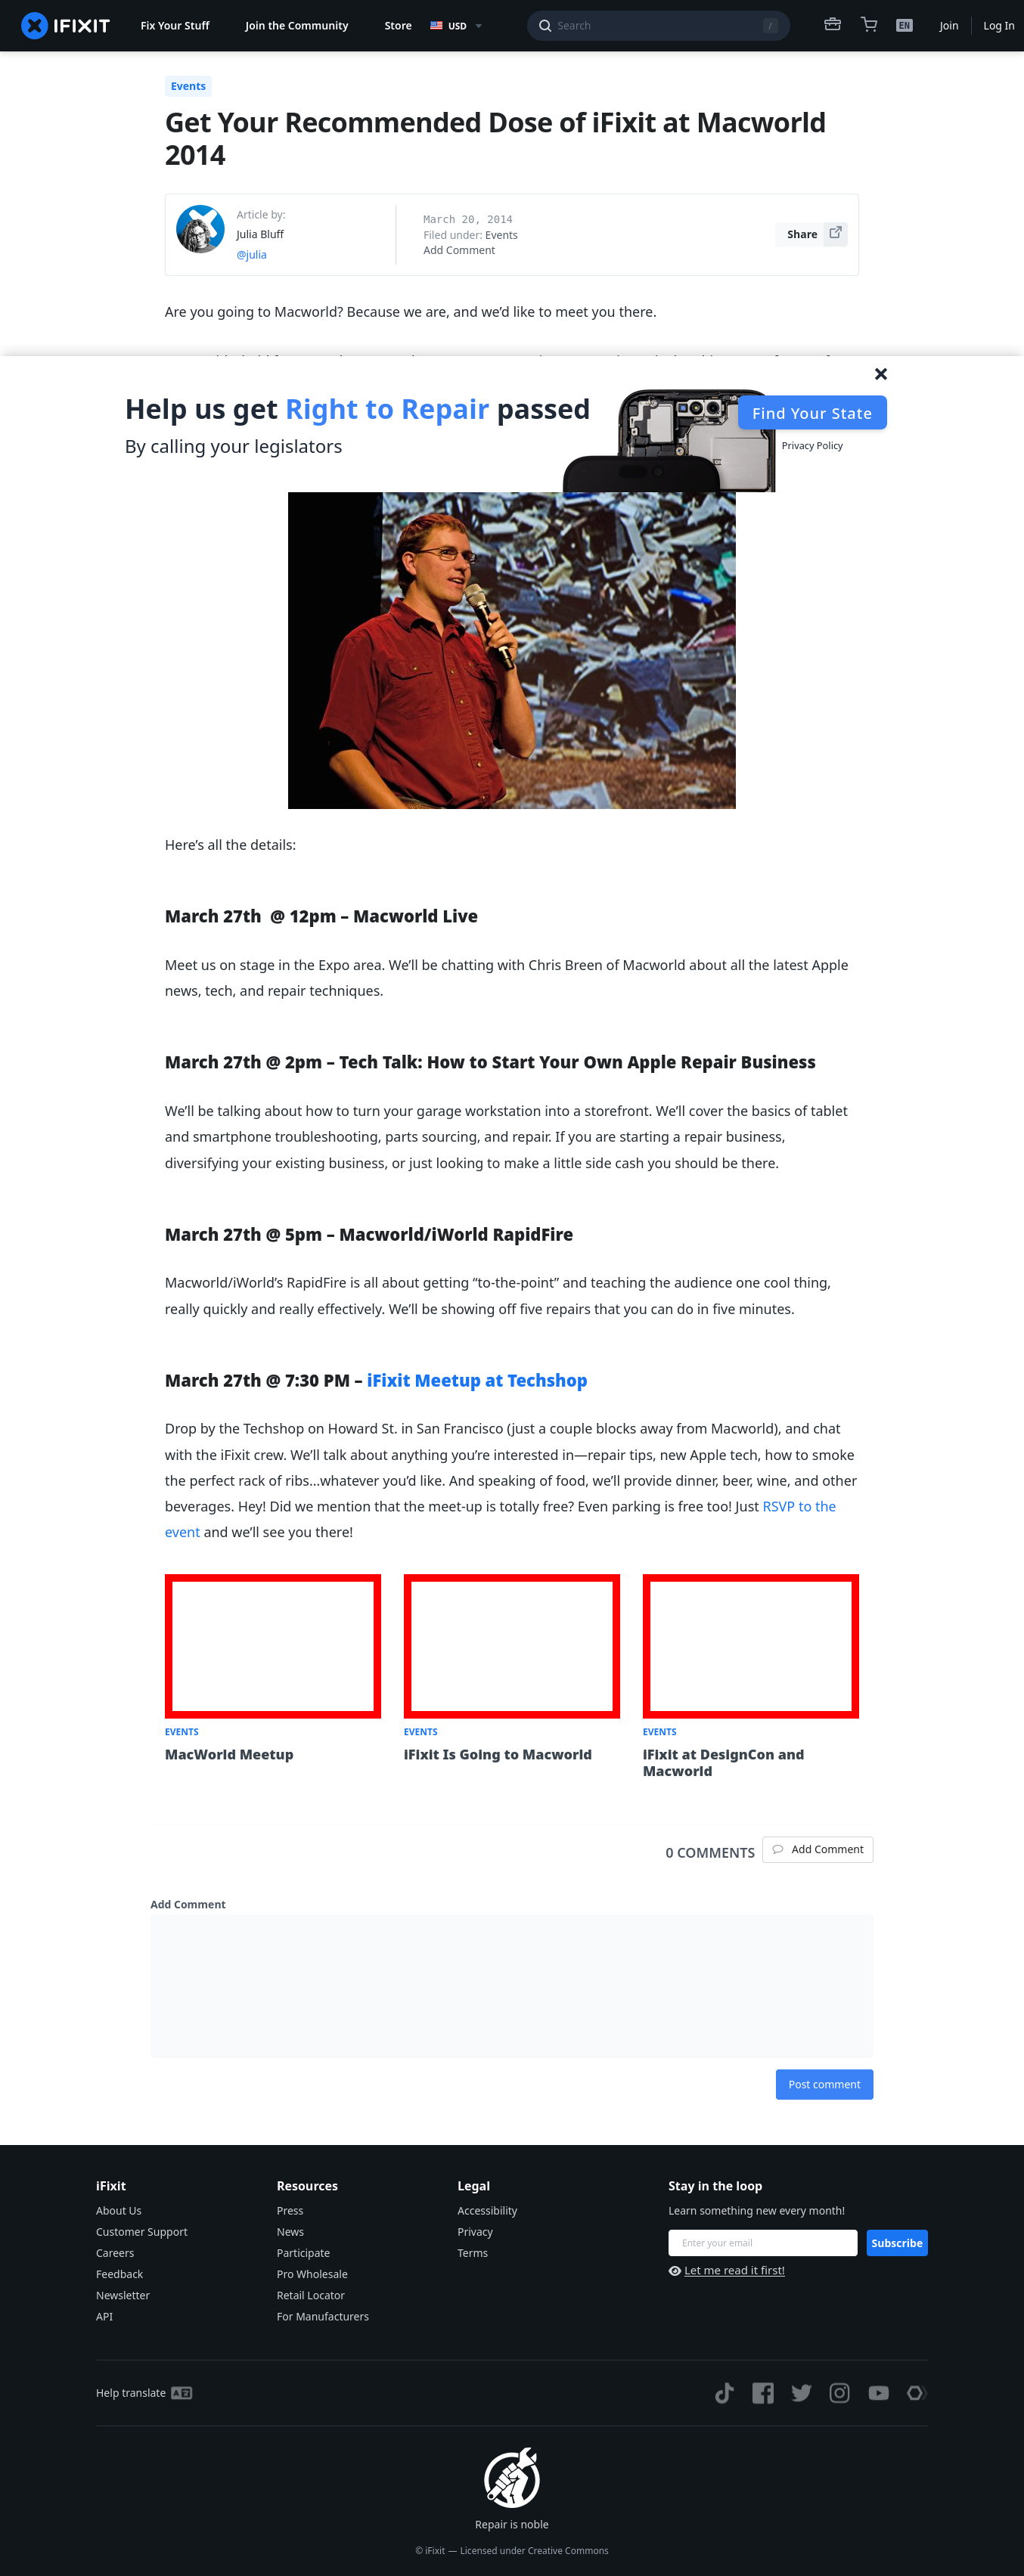 IFIXIT Fix Your Stuff Join the Community Store USD Search / EN Join Log In
Events
Get Your Recommended Dose of iFixit at Macworld
2014
Article by:
Julia Bluff
@julia
March 20, 2014
Filed under: Events
Add Comment
Share
Are you going to Macworld? Because we are, and we’d like to meet you there.
Help us get Right to Repair passed
By calling your legislators
Find Your State
Privacy Policy
Here’s all the details:
March 27th @ 12pm – Macworld Live
Meet us on stage in the Expo area. We’ll be chatting with Chris Breen of Macworld about all the latest Apple
news, tech, and repair techniques.
March 27th @ 2pm – Tech Talk: How to Start Your Own Apple Repair Business
We’ll be talking about how to turn your garage workstation into a storefront. We’ll cover the basics of tablet
and smartphone troubleshooting, parts sourcing, and repair. If you are starting a repair business,
diversifying your existing business, or just looking to make a little side cash you should be there.
March 27th @ 5pm – Macworld/iWorld RapidFire
Macworld/iWorld’s RapidFire is all about getting “to-the-point” and teaching the audience one cool thing,
really quickly and really effectively. We’ll be showing off five repairs that you can do in five minutes.
March 27th @ 7:30 PM – iFixit Meetup at Techshop
Drop by the Techshop on Howard St. in San Francisco (just a couple blocks away from Macworld), and chat
with the iFixit crew. We’ll talk about anything you’re interested in—repair tips, new Apple tech, how to smoke
the perfect rack of ribs…whatever you’d like. And speaking of food, we’ll provide dinner, beer, wine, and other
beverages. Hey! Did we mention that the meet-up is totally free? Even parking is free too! Just RSVP to the
event and we’ll see you there!
EVENTS
MacWorld Meetup
EVENTS
iFixit Is Going to Macworld
EVENTS
iFixit at DesignCon and
Macworld
0 COMMENTS
Add Comment
Add Comment
Post comment
iFixit
About Us
Customer Support
Careers
Feedback
Newsletter
API
Resources
Press
News
Participate
Pro Wholesale
Retail Locator
For Manufacturers
Legal
Accessibility
Privacy
Terms
Stay in the loop
Learn something new every month!
Enter your email
Subscribe
Let me read it first!
Help translate
Repair is noble
© iFixit — Licensed under Creative Commons